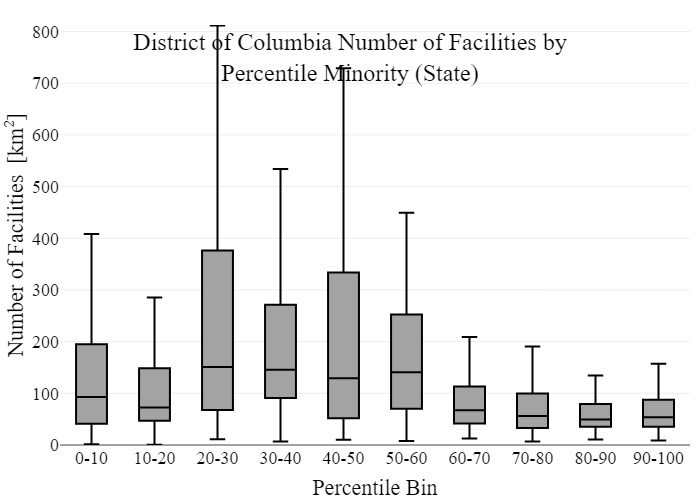 District of Columbia Number of Facilities by
Percentile Minority (State)
Number of Facilities [km²]
800
700
600
500
400
300
200
100
0
0-10 10-20 20-30 30-40 40-50 50-60 60-70 70-80 80-90 90-100
Percentile Bin